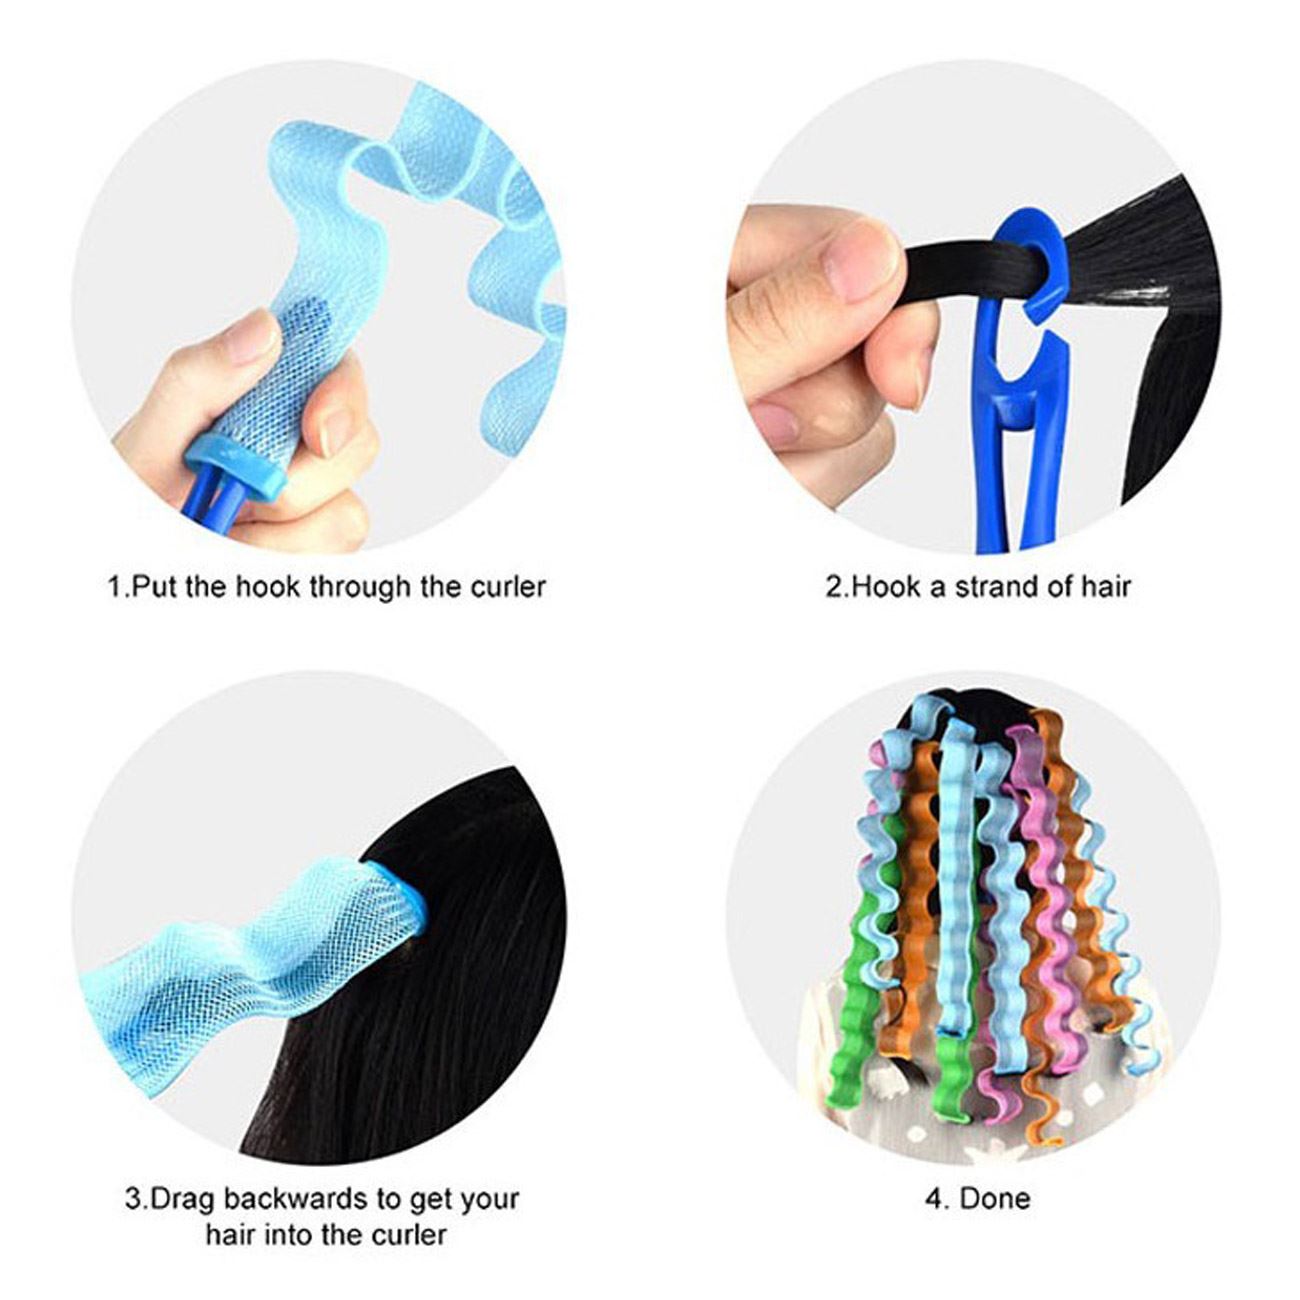 1.Put the hook through the curler
2.Hook a strand of hair
3.Drag backwards to get your
hair into the curler
4. Done